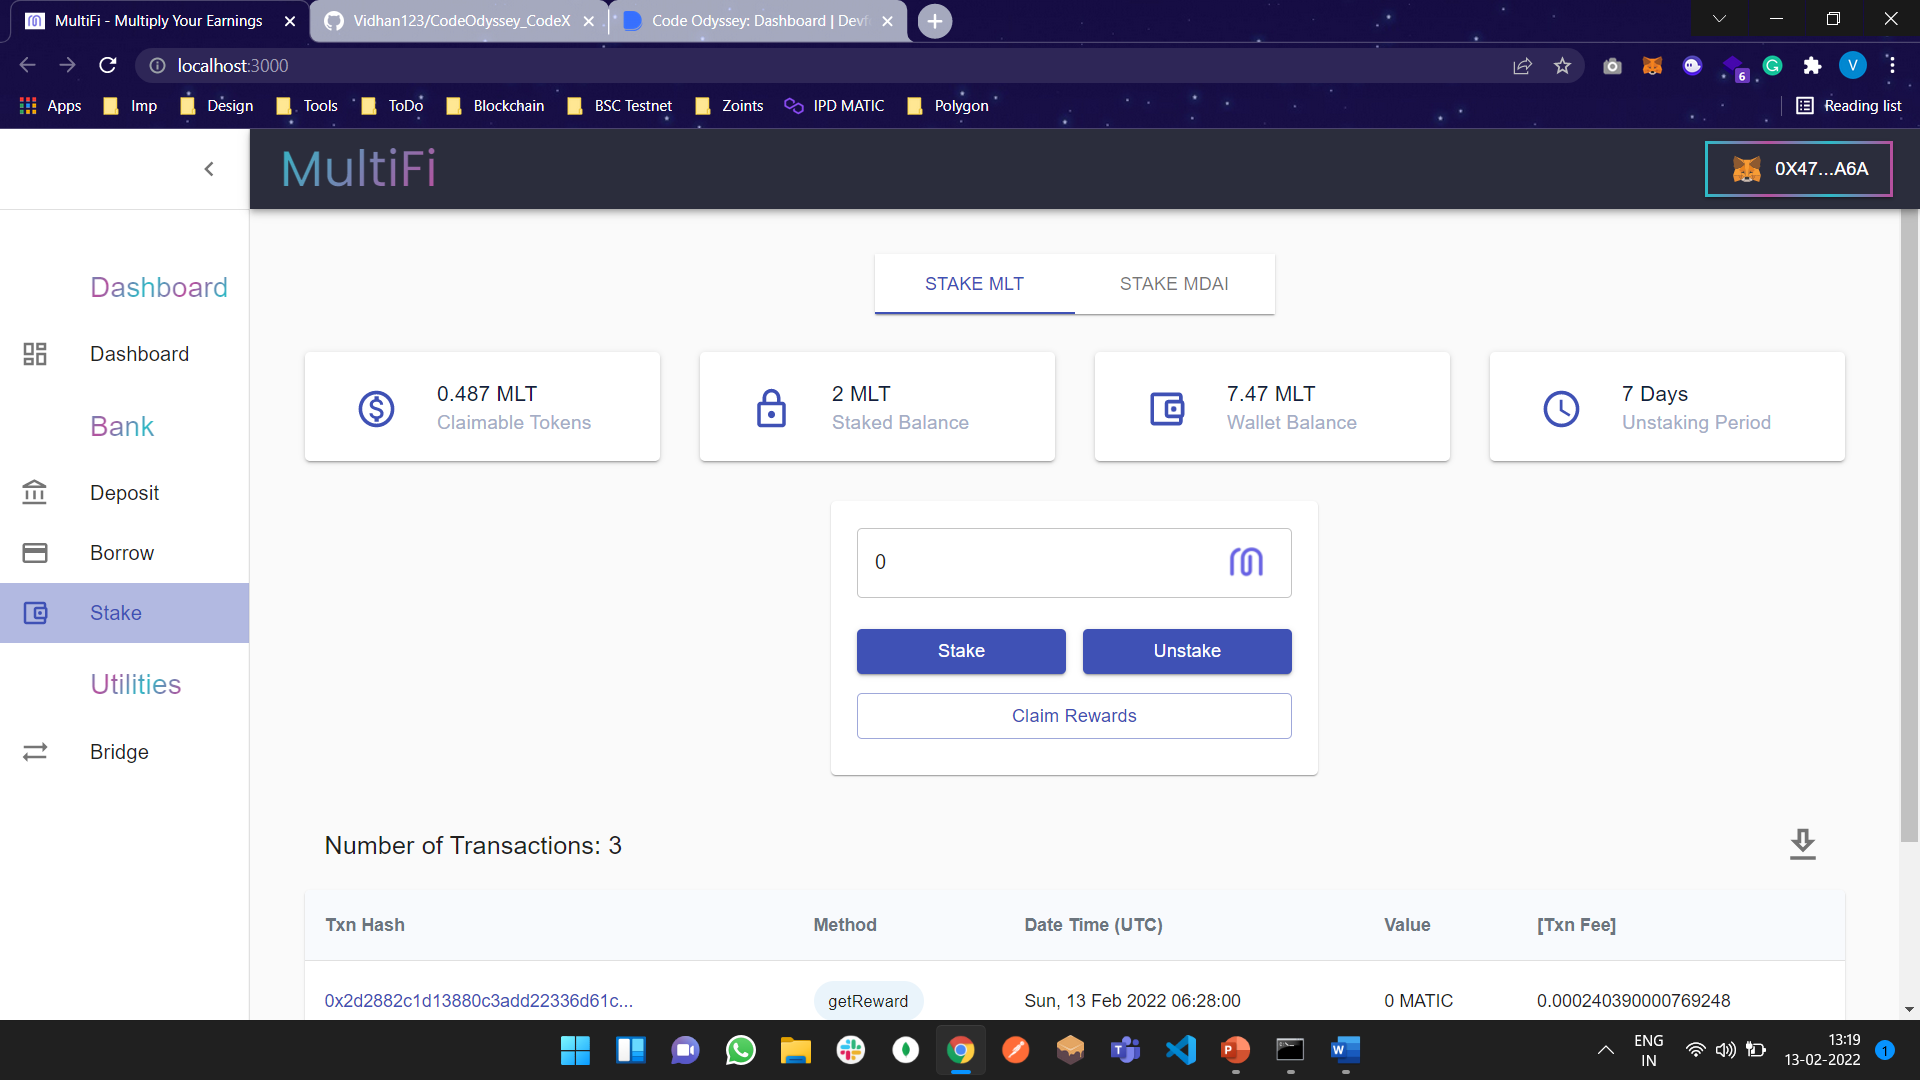 MultiFi - Multiply Your Earnings
Vidhan123/CodeOdyssey_CodeX
Code Odyssey: Dashboard | Devf
localhost:3000
6
V
Apps
Imp
Design
Tools
ToDo
Blockchain
BSC Testnet
Zoints
IPD MATIC
Polygon
Reading list
MultiFi
0X47...A6A
Dashboard
Dashboard
Bank
Deposit
Borrow
Stake
Utilities
Bridge
STAKE MLT
STAKE MDAI
0.487 MLT
Claimable Tokens
2 MLT
Staked Balance
7.47 MLT
Wallet Balance
7 Days
Unstaking Period
0
Stake
Unstake
Claim Rewards
Number of Transactions: 3
Txn Hash
Method
Date Time (UTC)
Value
[Txn Fee]
0x2d2882c1d13880c3add22336d61c...
getReward
Sun, 13 Feb 2022 06:28:00
0 MATIC
0.000240390000769248
ENG
IN
13:19
13-02-2022
1